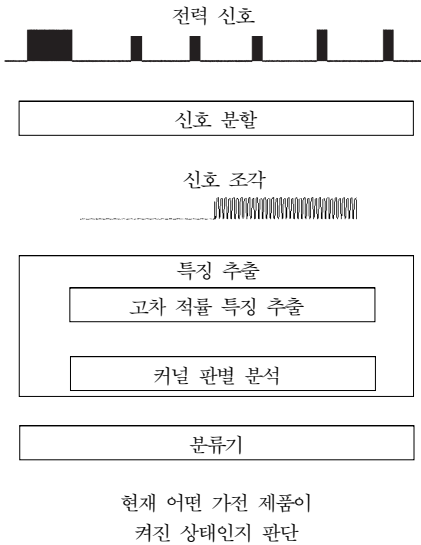 전력 신호
신호 분할
신호 조각
특징 추출
고차 적률 특징 추출
커널 판별 분석
분류기
현재 어떤 가전 제품이
켜진 상태인지 판단